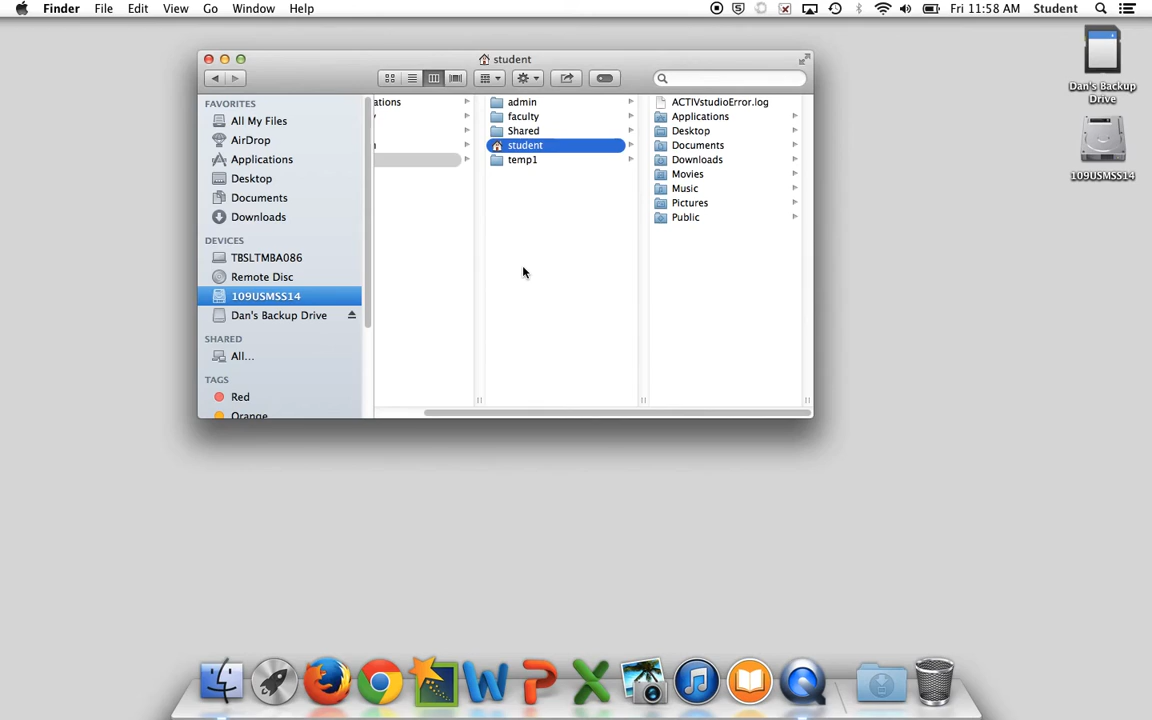 Finder File Edit View Go Window Help
Fri 11:58 AM Student
student
FAVORITES
All My Files
AirDrop
Applications
Desktop
Documents
Downloads
DEVICES
TBSLTMBA086
Remote Disc
109USMSS14
Dan's Backup Drive
SHARED
All...
TAGS
Red
Orange
ations
admin
faculty
Shared
student
temp1
ACTIVstudioError.log
Applications
Desktop
Documents
Downloads
Movies
Music
Pictures
Public
Dan's Backup
Drive
109USMSS14